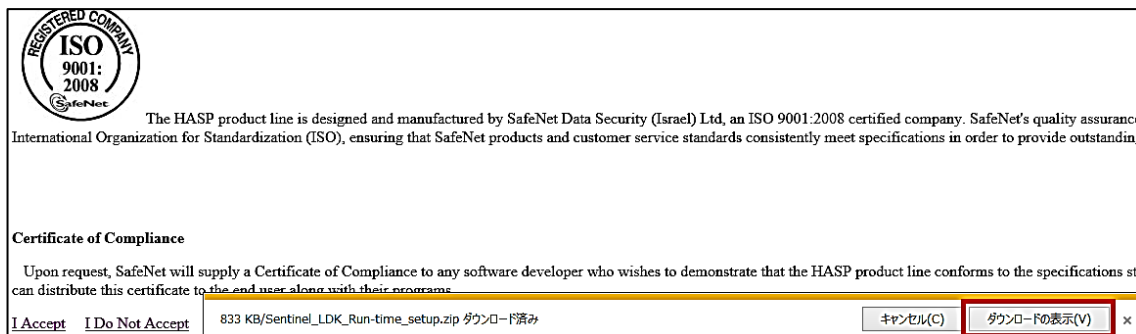 REGISTERED COMPANY
ISO
9001:
2008
SafeNet
The HASP product line is designed and manufactured by SafeNet Data Security (Israel) Ltd, an ISO 9001:2008 certified company. SafeNet's quality assurance
International Organization for Standardization (ISO), ensuring that SafeNet products and customer service standards consistently meet specifications in order to provide
Certificate of Compliance
Upon request, SafeNet will supply a Certificate of Compliance to any software developer who wishes to demonstrate that the HASP product line conforms to the specifications
can distribute this certificate to the end user along with their programs
I Accept I Do Not Accept 833 KB/Sentinel_LDK_Run-time_setup.zip ダウンロード済み キャンセル(C) ダウンロードの表示(V) ×